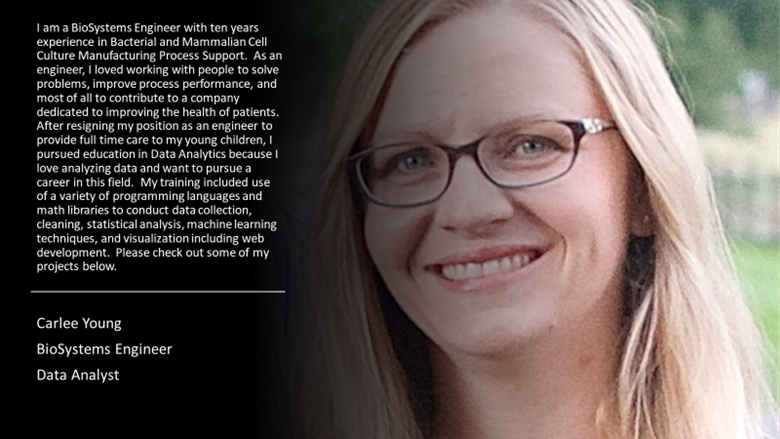 I am a BioSystems Engineer with ten years
experience in Bacterial and Mammalian Cell
Culture Manufacturing Process Support.  As an
engineer, I loved working with people to solve
problems, improve process performance, and
most of all to contribute to a company
dedicated to improving the health of patients.
After resigning my position as an engineer to
provide full time care to my young children, I
pursued education in Data Analytics because I
love analyzing data and want to pursue a
career in this field.  My training included use
of a variety of programming languages and
math libraries to conduct data collection,
cleaning, statistical analysis, machine learning
techniques, and visualization including web
development.  Please check out some of my
projects below.
Carlee Young
BioSystems Engineer
Data Analyst